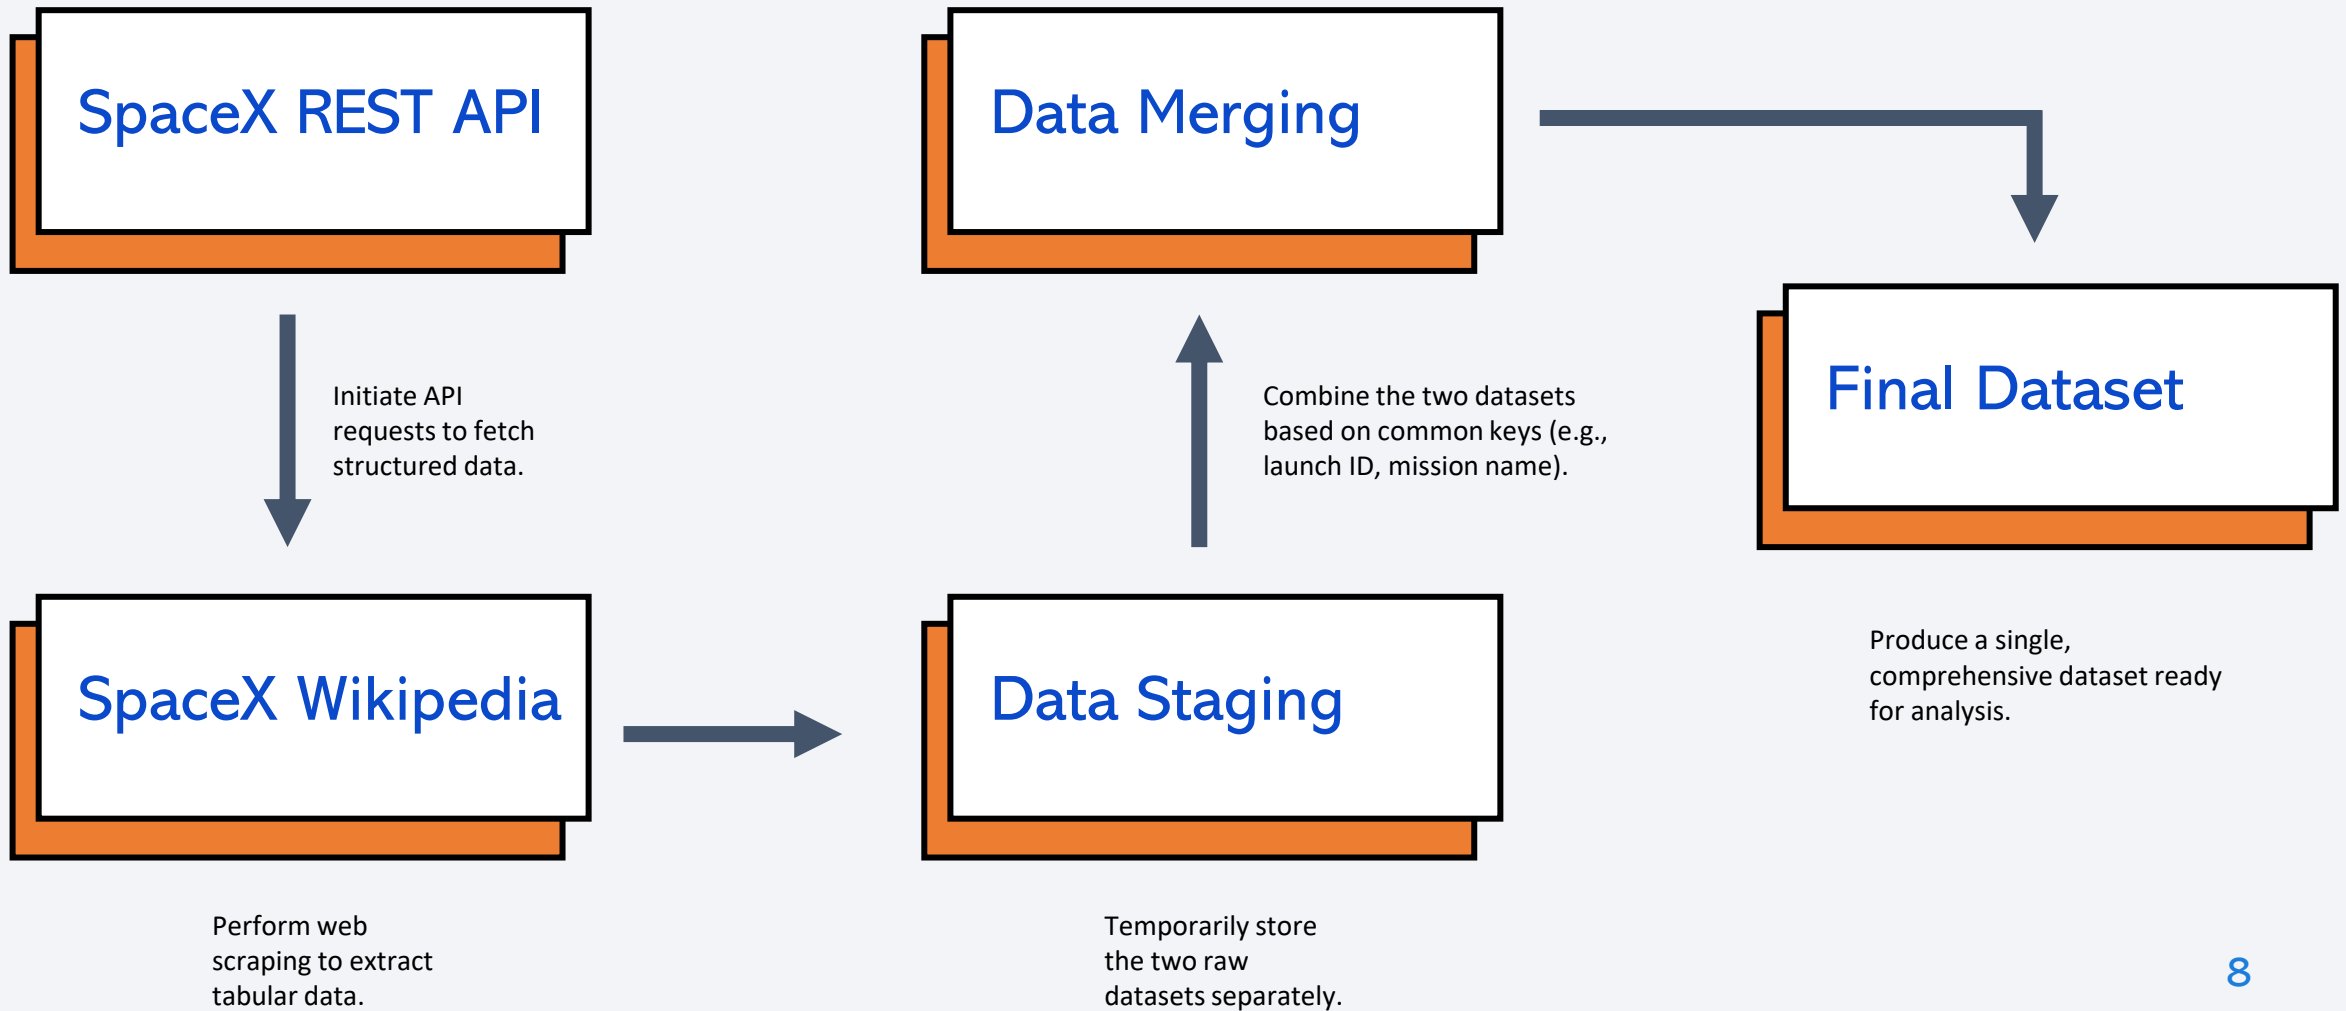 SpaceX REST API
Initiate API
requests to fetch
structured data.
SpaceX Wikipedia
Perform web
scraping to extract
tabular data.
Data Staging
Temporarily store
the two raw
datasets separately.
Data Merging
Combine the two datasets
based on common keys (e.g.,
launch ID, mission name).
Final Dataset
Produce a single,
comprehensive dataset ready
for analysis.
8